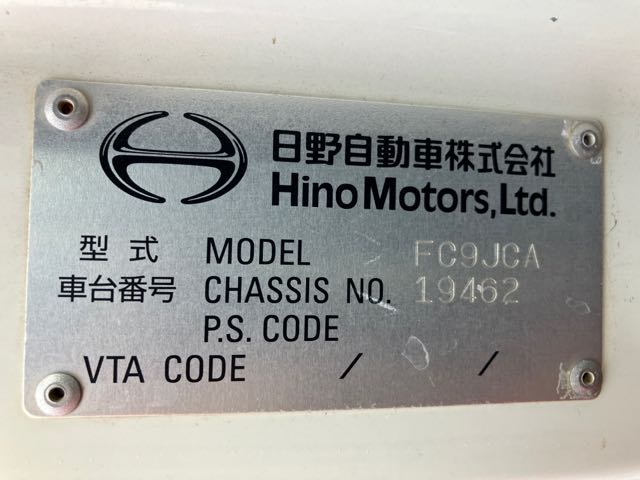 日野自動車株式会社
Hino Motors, Ltd.
型式 MODEL FC9JCA
車台番号 CHASSIS NO. 19462
P.S. CODE
VTA CODE / /